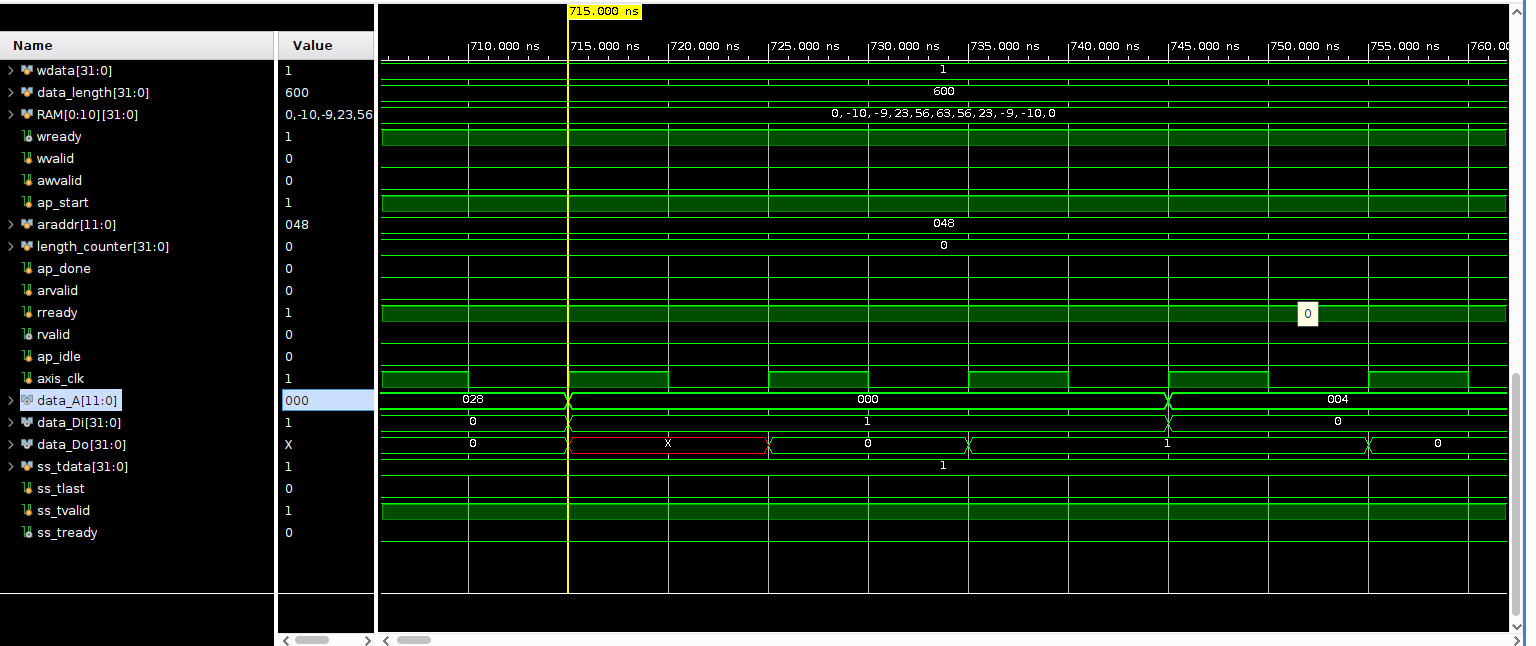 715.000 ns
Name Value
710.000 ns 715.000 ns 720.000 ns 725.000 ns 730.000 ns 735.000 ns 740.000 ns 745.000 ns 750.000 ns 755.000 ns 760.00
wdata[31:0] 1 1
data_length[31:0] 600 600
RAM[0:10][31:0] 0,-10,-9,23,56 0,-10,-9,23,56,63,56,23,-9,-10,0
wready 1
wvalid 0
awvalid 0
ap_start 1
araddr[11:0] 048 048
length_counter[31:0] 0 0
ap_done 0
arvalid 0
rready 1 0
rvalid 0
ap_idle 0
axis_clk 1
data_A[11:0] 000 028 000 004
data_Di[31:0] 1 0 1 0
data_Do[31:0] X 0 X 0 1 0
ss_tdata[31:0] 1 1
ss_tlast 0
ss_tvalid 1
ss_tready 0